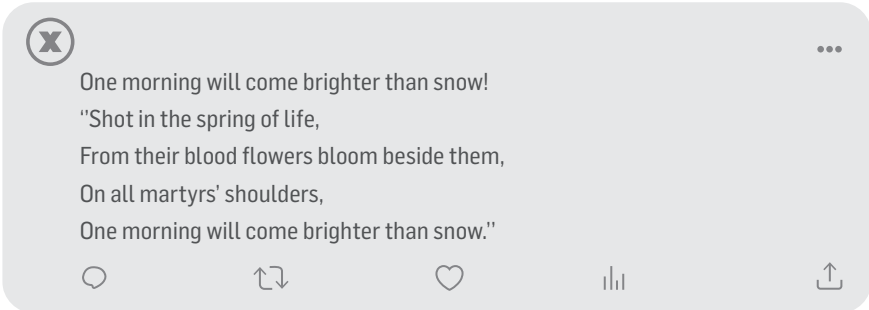 X
One morning will come brighter than snow!
‘’Shot in the spring of life,
From their blood flowers bloom beside them,
On all martyrs’ shoulders,
One morning will come brighter than snow.’’